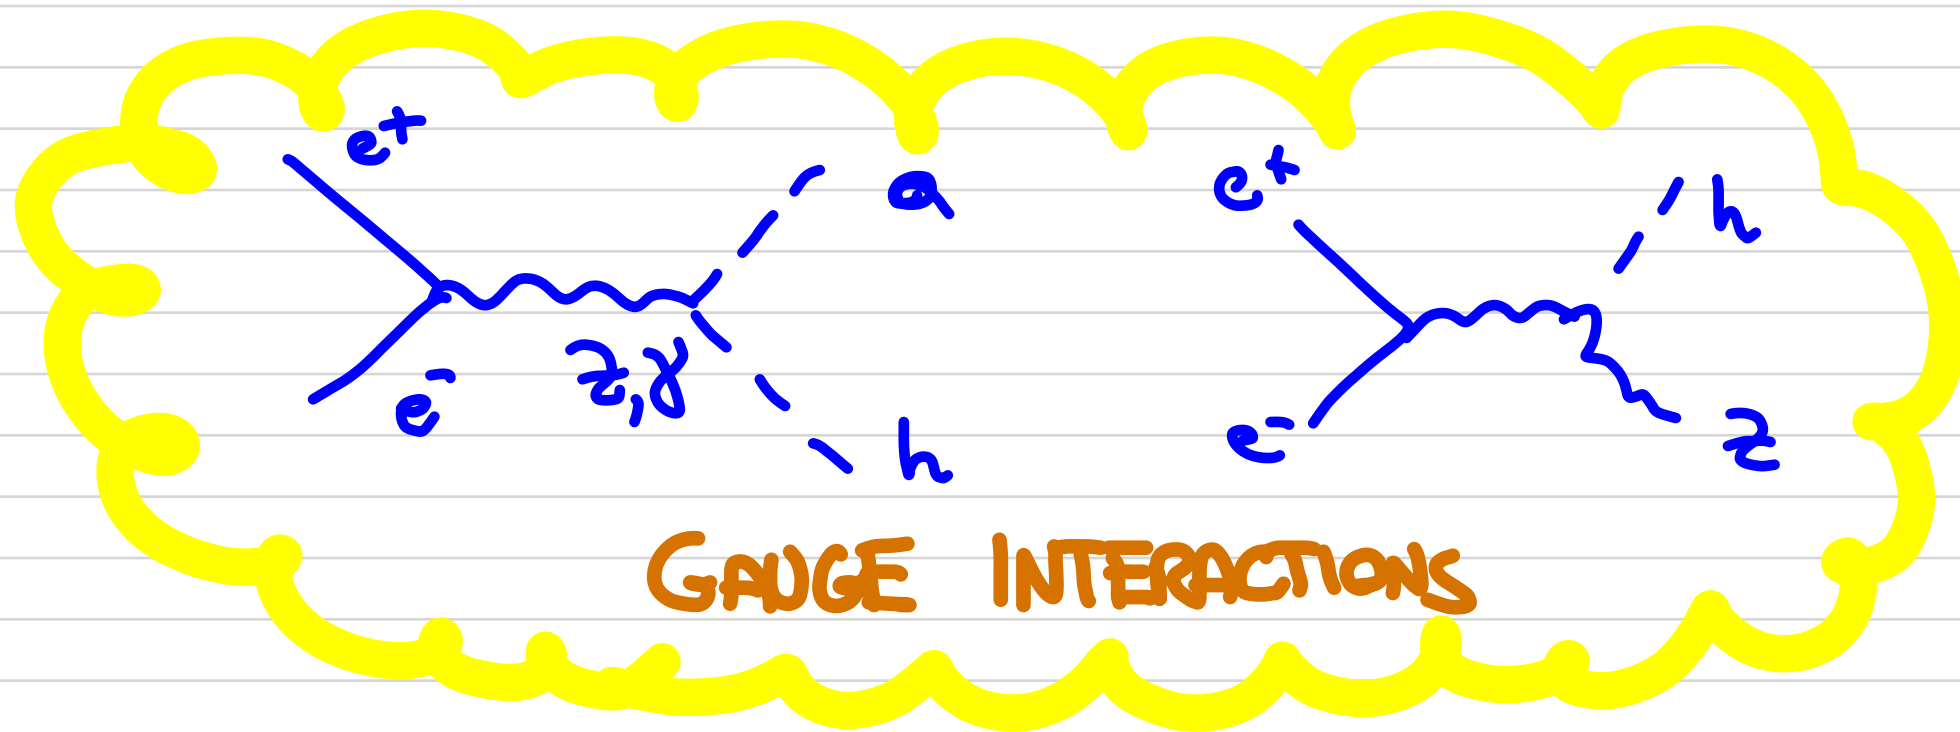 e+ a e+ h
e- Z,γ h e- Z
GAUGE INTERACTIONS